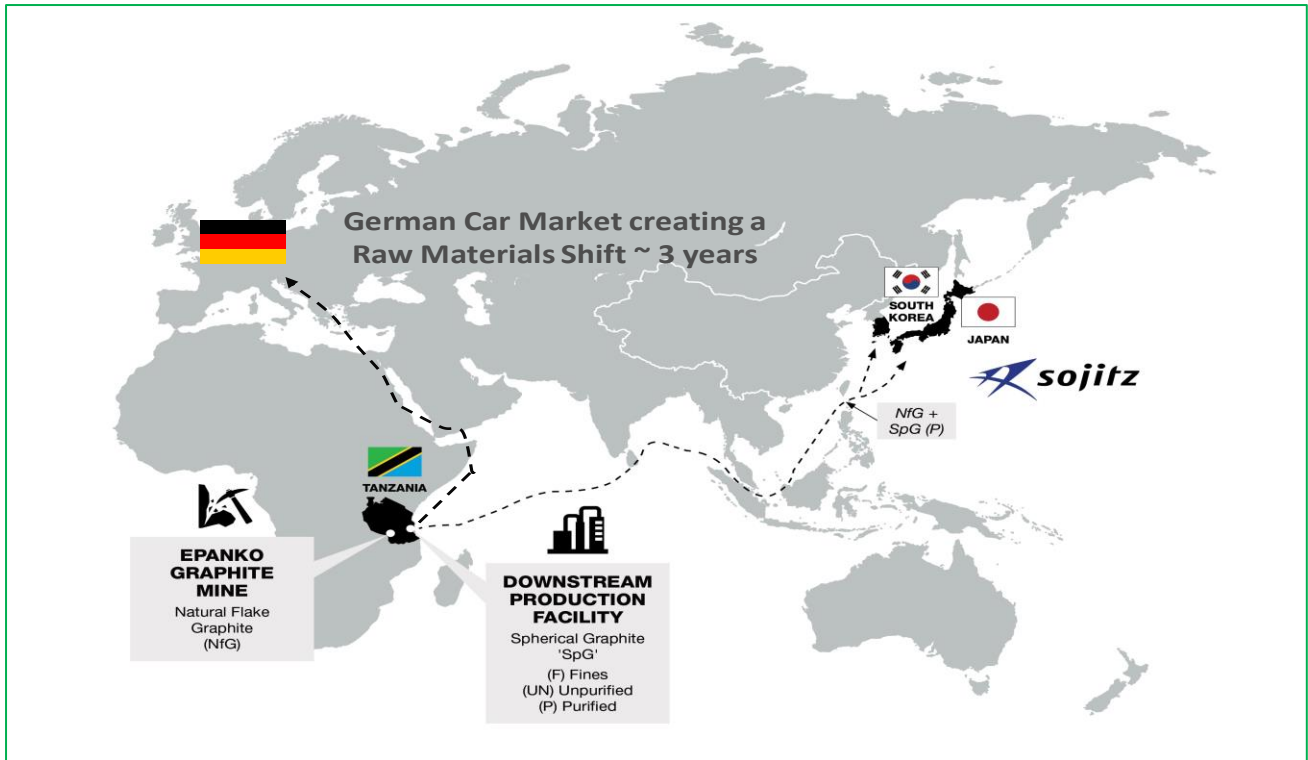 German Car Market creating a
Raw Materials Shift ~ 3 years
SOUTH
KOREA
JAPAN
sojitz
NfG +
SpG (P)
TANZANIA
EPANKO
GRAPHITE
MINE
Natural Flake
Graphite
(NfG)
DOWNSTREAM
PRODUCTION
FACILITY
Spherical Graphite
'SpG'
(F) Fines
(UN) Unpurified
(P) Purified